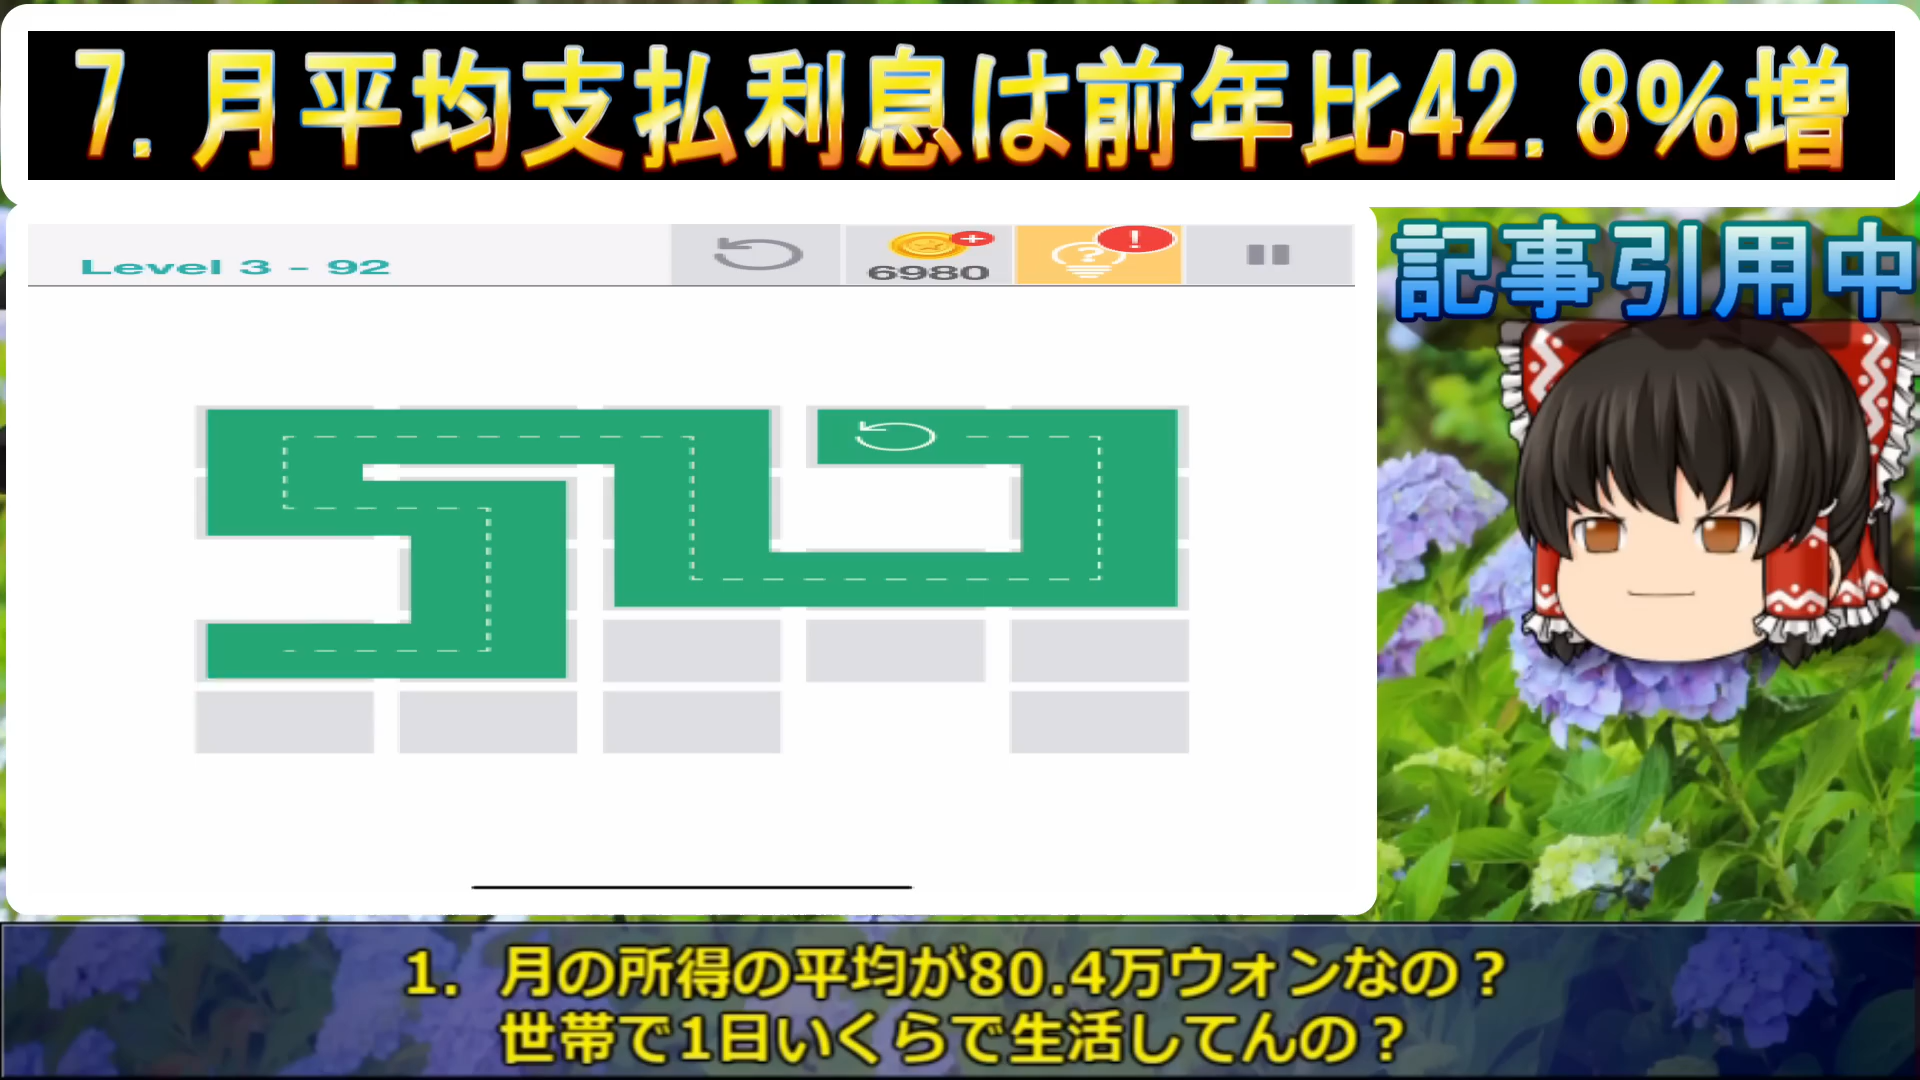 7.月平均支払利息は前年比42.8%増
Level 3 - 92
6980
記事引用中
1. 月の所得の平均が80.4万ウォンなの？
世帯で1日いくらで生活してんの？